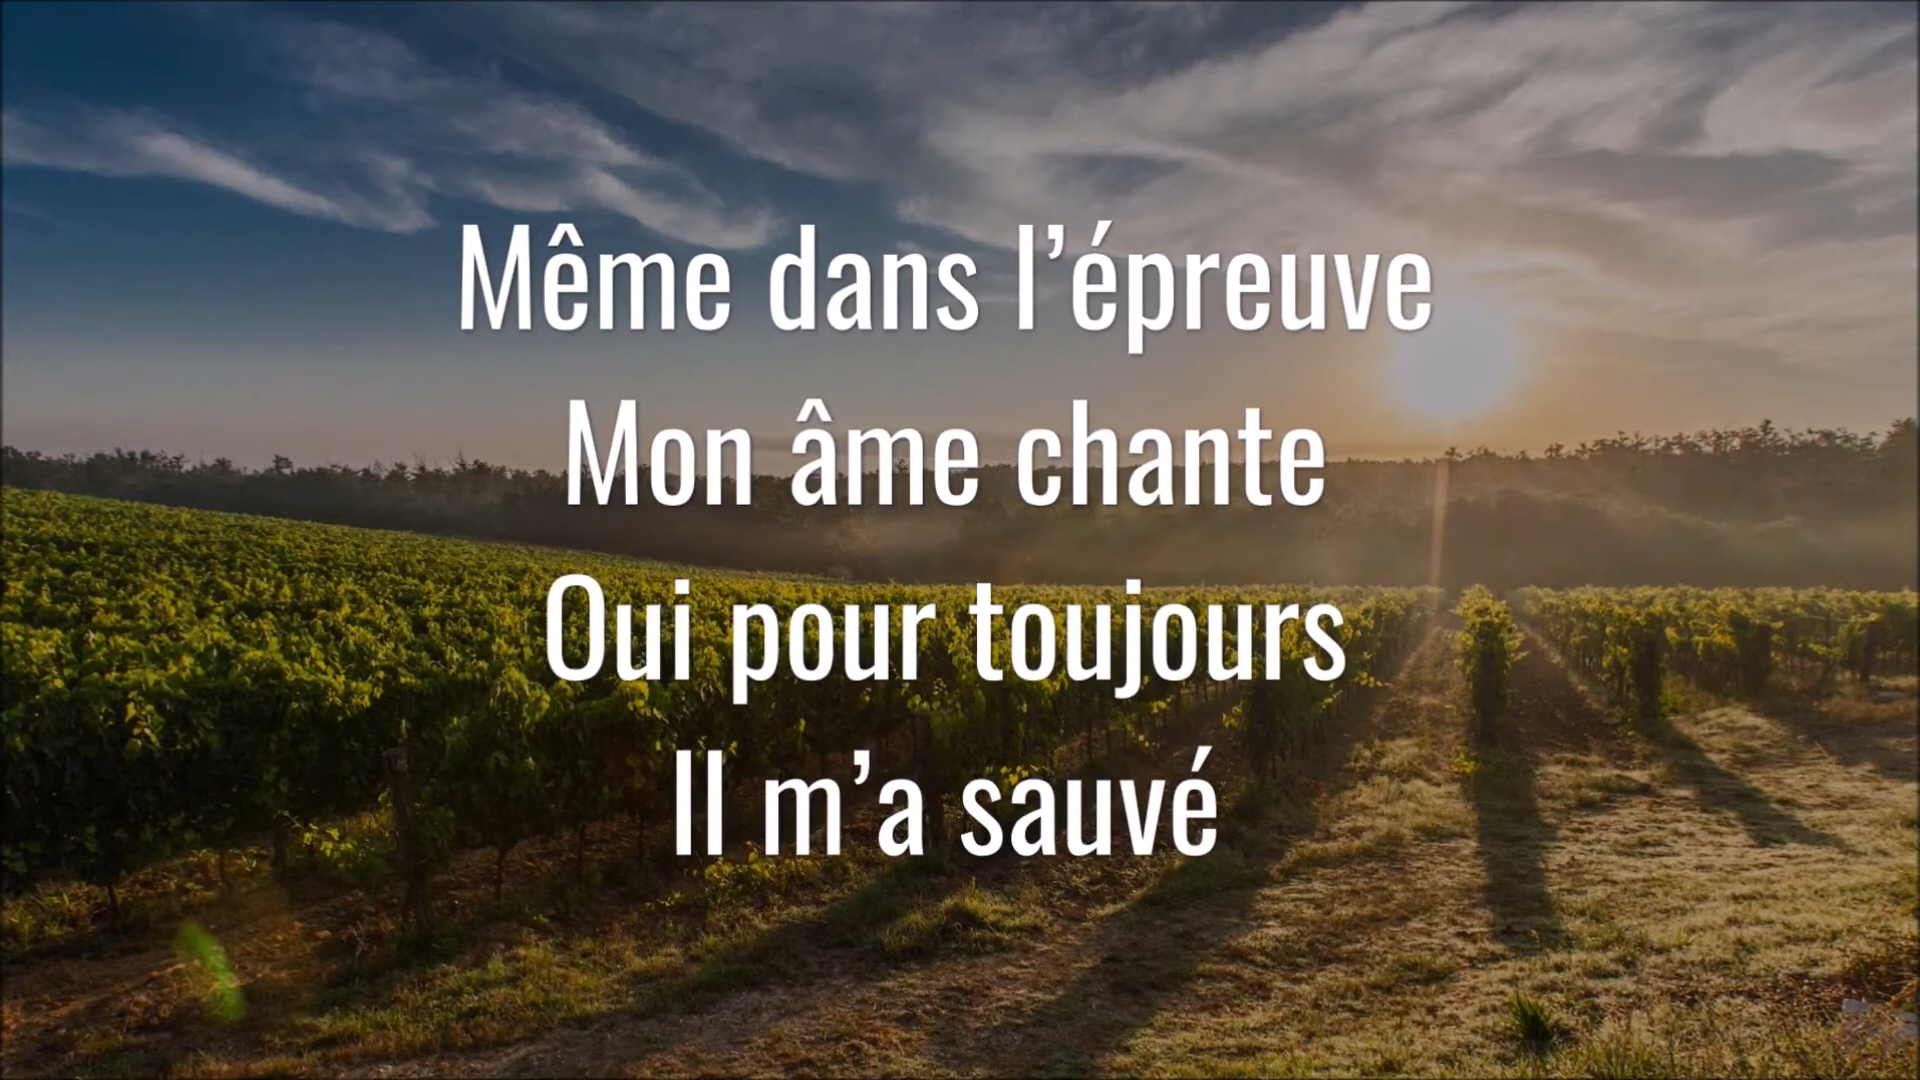 Même dans l’épreuve
Mon âme chante
Oui pour toujours
Il m’a sauvé